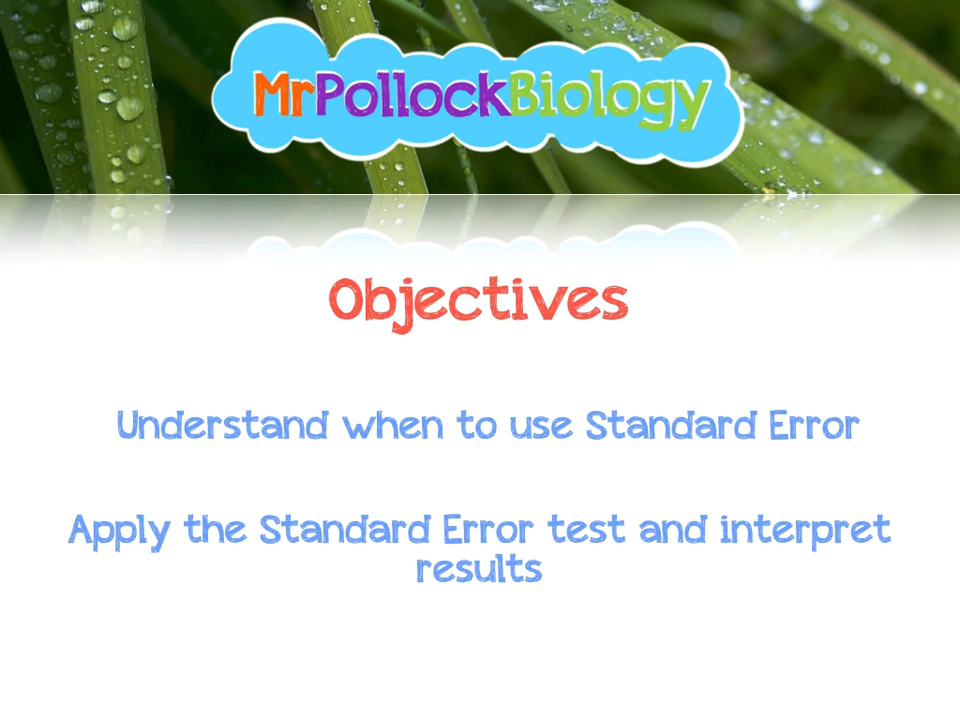 MrPollockBiology
Objectives
Understand when to use Standard Error
Apply the Standard Error test and interpret
results